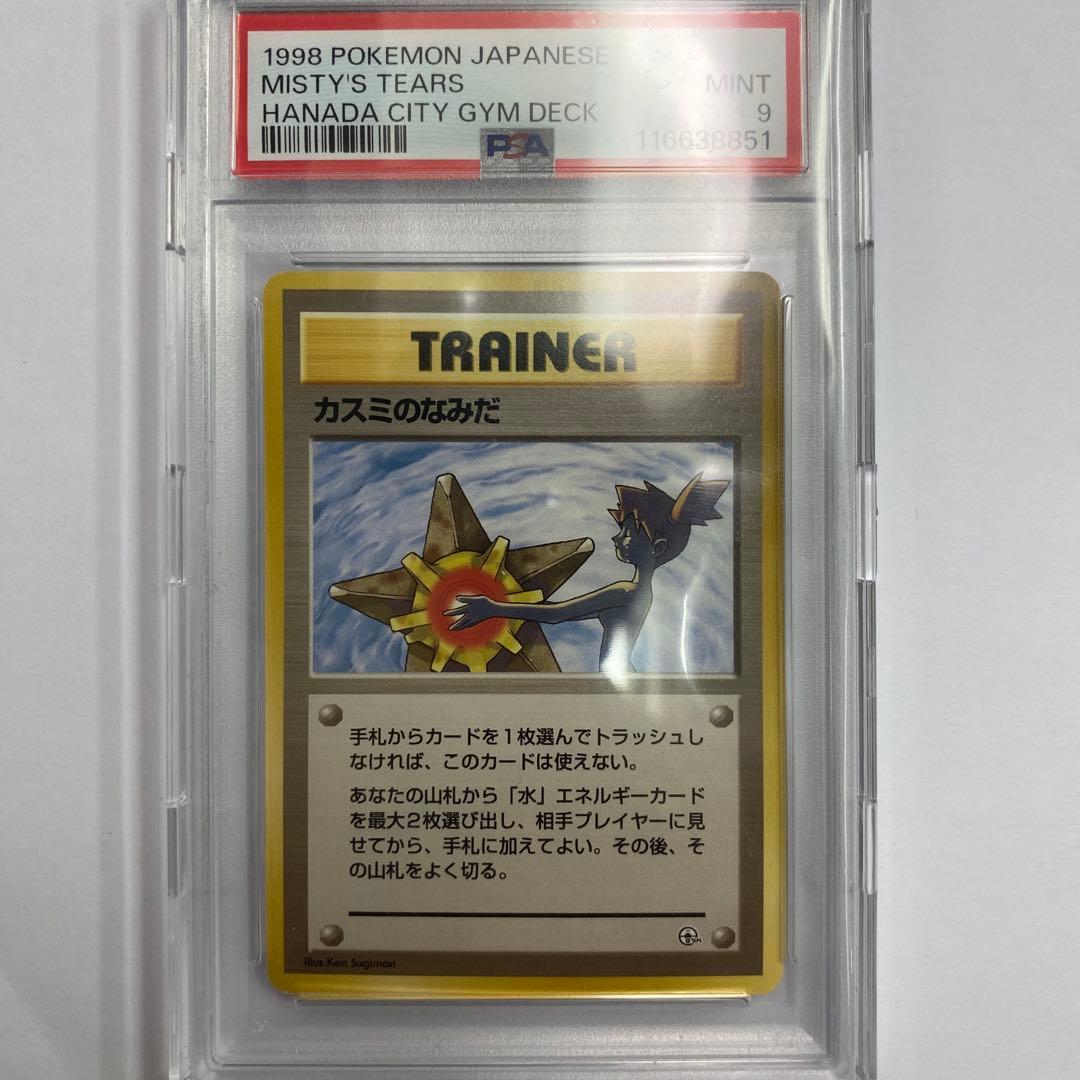 1998 POKEMON JAPANESE
MISTY'S TEARS MINT
HANADA CITY GYM DECK 9
PSA 116638851
TRAINER
カスミのなみだ
手札からカードを1枚選んでトラッシュし
なければ、このカードは使えない。
あなたの山札から「水」エネルギーカード
を最大2枚選び出し、相手プレイヤーに見
せてから、手札に加えてよい。その後、そ
の山札をよく切る。
Illus.Ken Sugimori